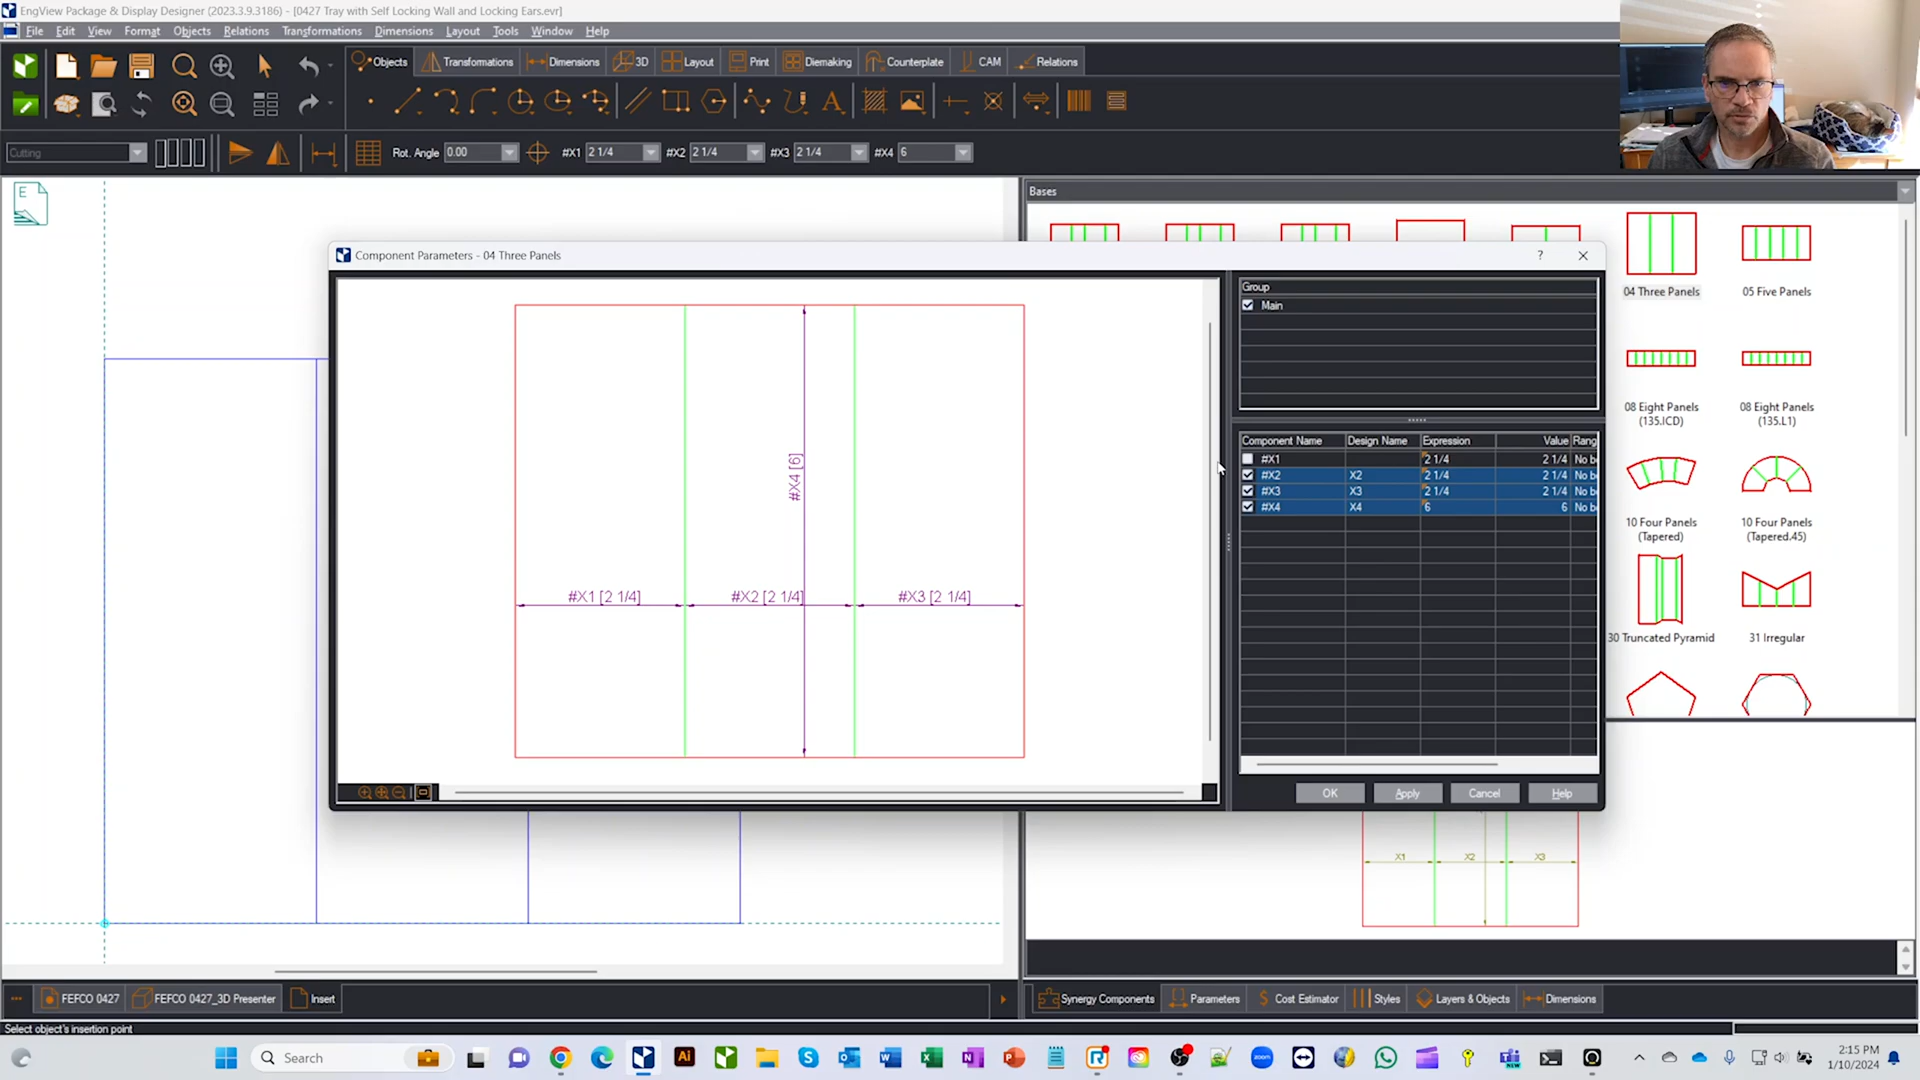 EngView Package & Display Designer (2023.3.9.3186) - [0427 Tray with Self Locking Wall and Locking Ears.evr]
File Edit View Format Objects Relations Transformations Dimensions Layout Tools Window Help
Objects Transformations Dimensions 3D Layout Print Diemaking Counterplate CAM Relations
Cutting Rot. Angle 0.00 #X1 2 1/4 #X2 2 1/4 #X3 2 1/4 #X4 6
E
Bases
Component Parameters - 04 Three Panels ?
04 Three Panels 05 Five Panels
08 Eight Panels (135.ICD) 08 Eight Panels (135.L1)
10 Four Panels (Tapered) 10 Four Panels (Tapered.45)
30 Truncated Pyramid 31 Irregular
#X4 [6]
#X1 [2 1/4] #X2 [2 1/4] #X3 [2 1/4]
Group
Main
Component Name Design Name Expression Value Rang
#X1 2 1/4 2 1/4 No b
#X2 X2 2 1/4 2 1/4 No b
#X3 X3 2 1/4 2 1/4 No b
#X4 X4 6 6 No b
OK Apply Cancel Help
X1 X2 X3
FEFCO 0427 FEFCO 0427_3D Presenter Insert
Synergy Components Parameters Cost Estimator Styles Layers & Objects Dimensions
Select object's insertion point
Search
2:15 PM
1/10/2024